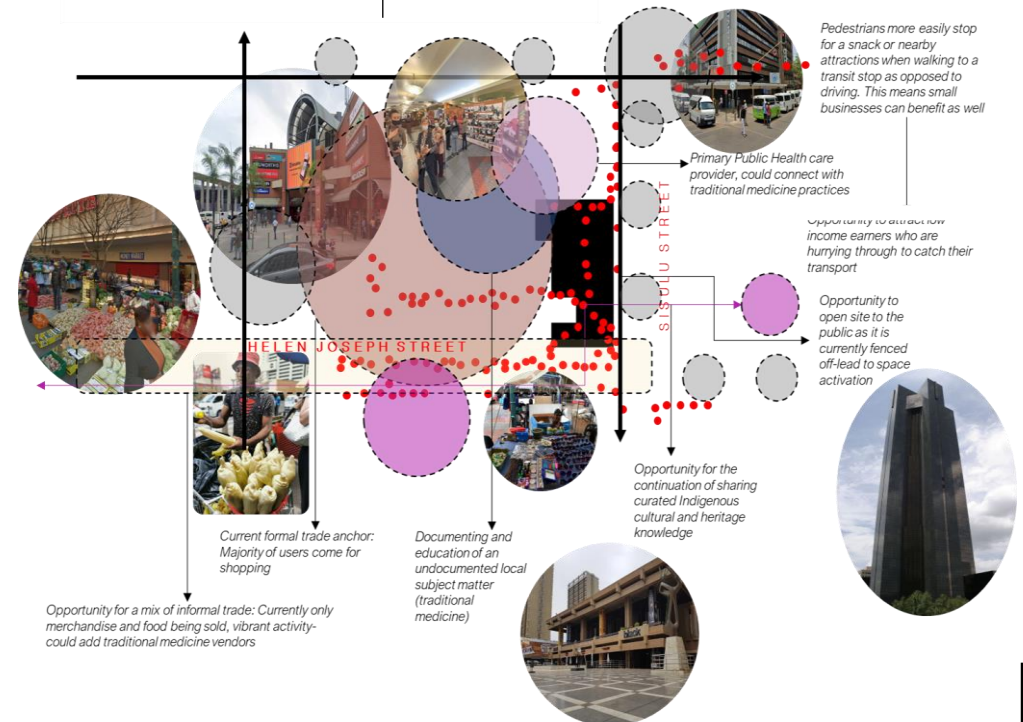 Pedestrians more easily stop
for a snack or nearby
attractions when walking to a
transit stop as opposed to
driving. This means small
businesses can benefit as well
Primary Public Health care
provider, could connect with
traditional medicine practices
SISULU STREET
Opportunity to attract low
income earners who are
hurrying through to catch their
transport
Opportunity to
open site to the
public as it is
currently fenced
off-lead to space
activation
HELEN JOSEPH STREET
Opportunity for the
continuation of sharing
curated Indigenous
cultural and heritage
knowledge
Current formal trade anchor:
Majority of users come for
shopping
Documenting and
education of an
undocumented local
subject matter
(traditional
medicine)
Opportunity for a mix of informal trade: Currently only
merchandise and food being sold, vibrant activity-
could add traditional medicine vendors
block